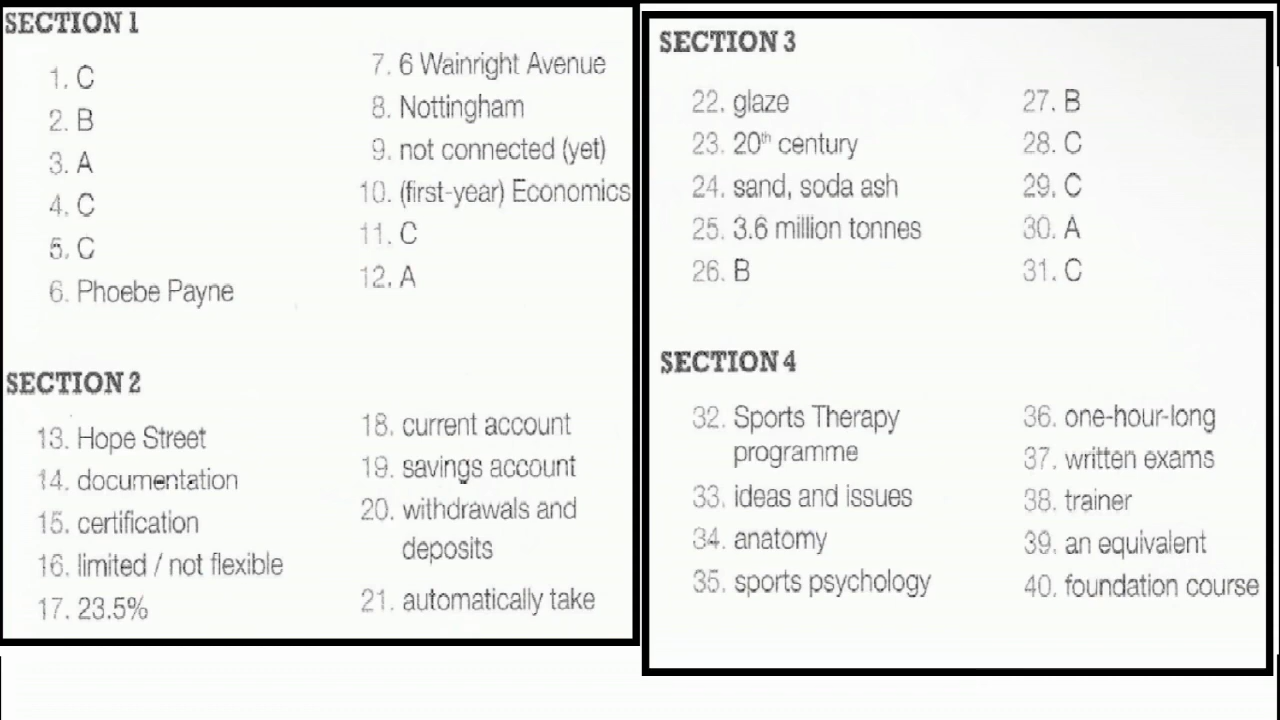 SECTION 1
1. C
2. B
3. A
4. C
5. C
6. Phoebe Payne
7. 6 Wainright Avenue
8. Nottingham
9. not connected (yet)
10. (first-year) Economics
11. C
12. A
SECTION 2
13. Hope Street
14. documentation
15. certification
16. limited / not flexible
17. 23.5%
18. current account
19. savings account
20. withdrawals and
deposits
21. automatically take
SECTION 3
22. glaze
23. 20th century
24. sand, soda ash
25. 3.6 million tonnes
26. B
27. B
28. C
29. C
30. A
31. C
SECTION 4
32. Sports Therapy
programme
33. ideas and issues
34. anatomy
35. sports psychology
36. one-hour-long
37. written exams
38. trainer
39. an equivalent
40. foundation course